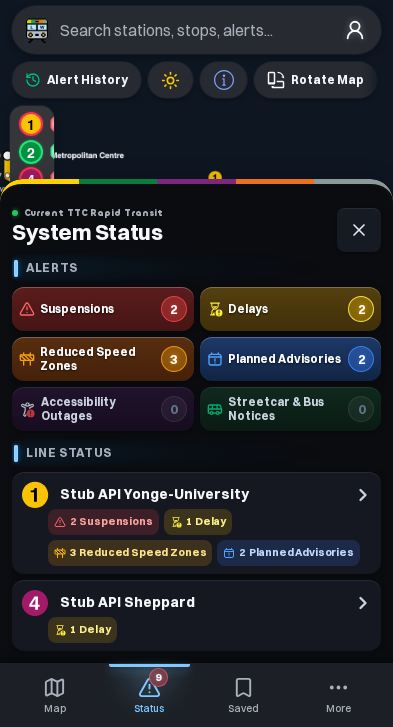 Search stations, stops, alerts...
Alert History
Rotate Map
1
2
Metropolitan Centre
4
1
Current TTC Rapid Transit
System Status
ALERTS
Suspensions 2
Delays 2
Reduced Speed
Zones 3
Planned Advisories 2
Accessibility
Outages 0
Streetcar & Bus
Notices 0
LINE STATUS
1 Stub API Yonge-University
2 Suspensions 1 Delay
3 Reduced Speed Zones 2 Planned Advisories
4 Stub API Sheppard
1 Delay
9
Map Status Saved More